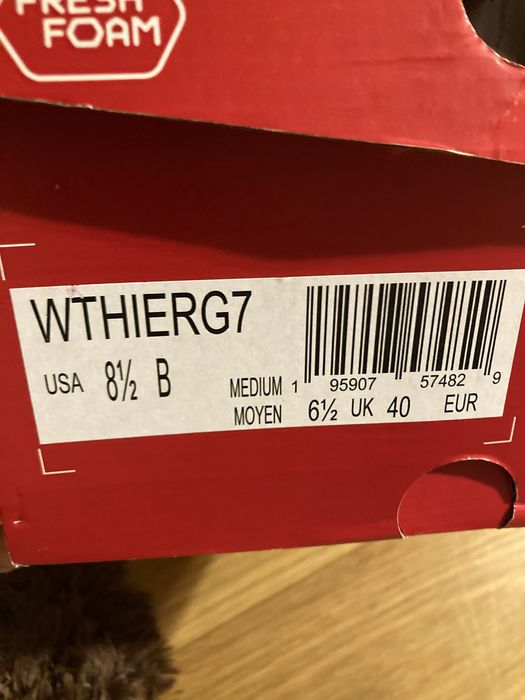 FRESH
FOAM
WTHIERG7
USA 8½ B MEDIUM
MOYEN
1 95907 57482 9
6½ UK 40 EUR